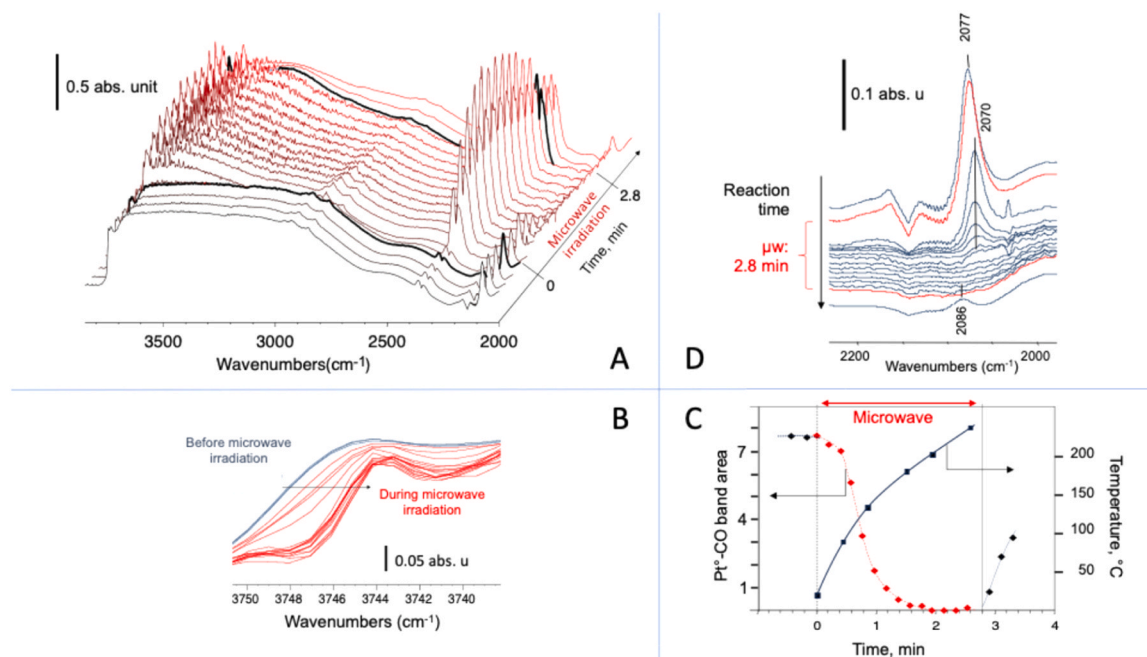 0.5 abs. unit
Microwave
irradiation
Time, min
2.8
0
3500
3000
2500
2000
Wavenumbers(cm-1)
A
2077
0.1 abs. u
2070
Reaction
time
μw:
2.8 min
2086
2200
2000
Wavenumbers (cm-1)
D
B
Before microwave
irradiation
During microwave
irradiation
0.05 abs. u
3750
3748
3746
3744
3742
3740
Wavenumbers (cm-1)
C
Microwave
Pt°-CO band area
7
4
1
200
150
100
50
Temperature, °C
0
1
2
3
4
Time, min